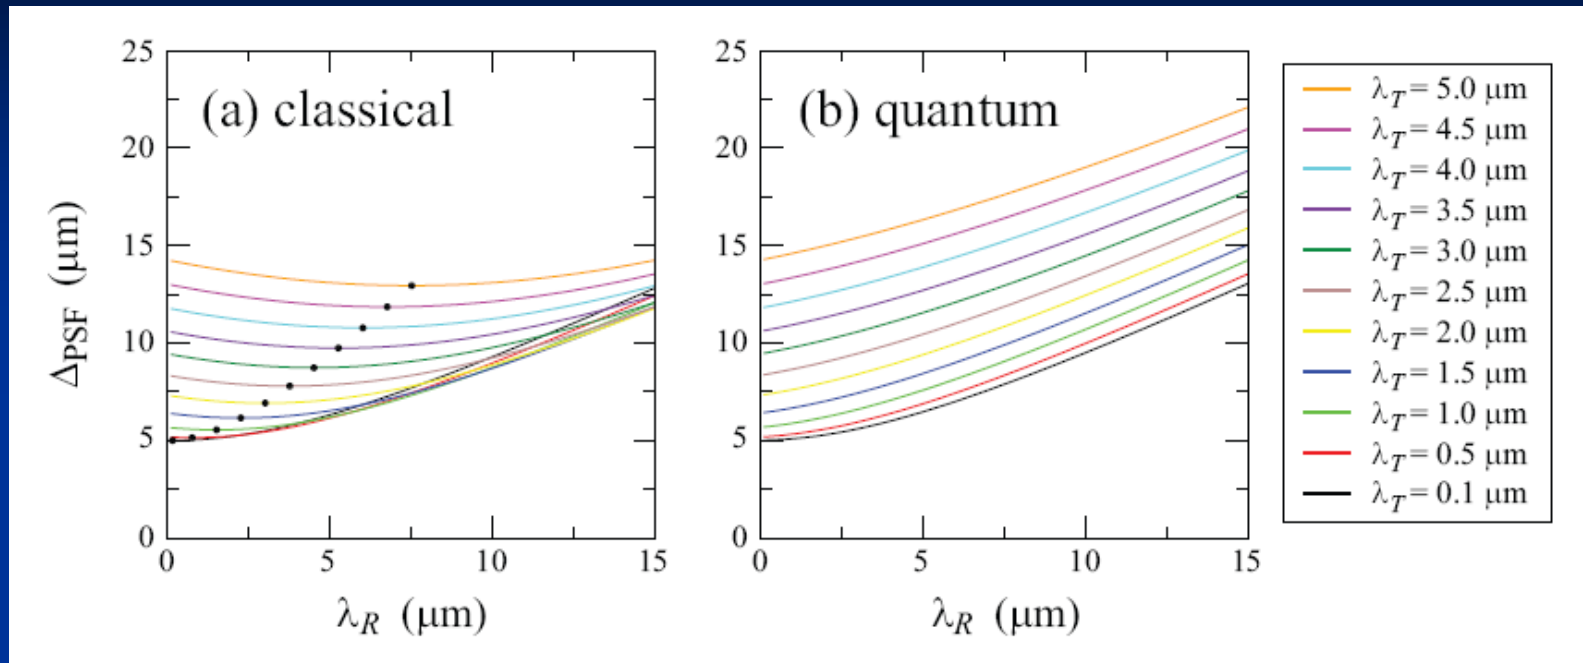 (a) classical
25
20
15
10
5
0
0 5 10 15
Δ_PSF (μm)
λ_R (μm)
(b) quantum
25
20
15
10
5
0
0 5 10 15
λ_R (μm)
λ_T = 5.0 μm
λ_T = 4.5 μm
λ_T = 4.0 μm
λ_T = 3.5 μm
λ_T = 3.0 μm
λ_T = 2.5 μm
λ_T = 2.0 μm
λ_T = 1.5 μm
λ_T = 1.0 μm
λ_T = 0.5 μm
λ_T = 0.1 μm